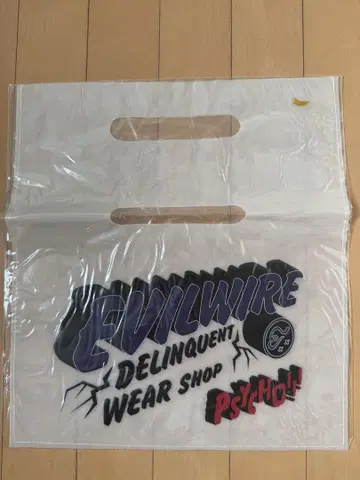 EVILWIRE
DELINQUENT
WEAR SHOP
PSYCHO!!